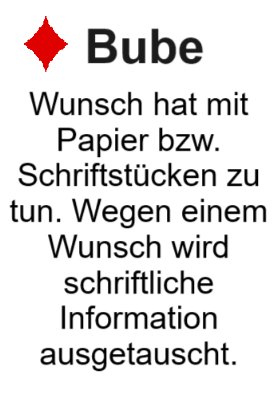 Bube
Wunsch hat mit
Papier bzw.
Schriftstücken zu
tun. Wegen einem
Wunsch wird
schriftliche
Information
ausgetauscht.